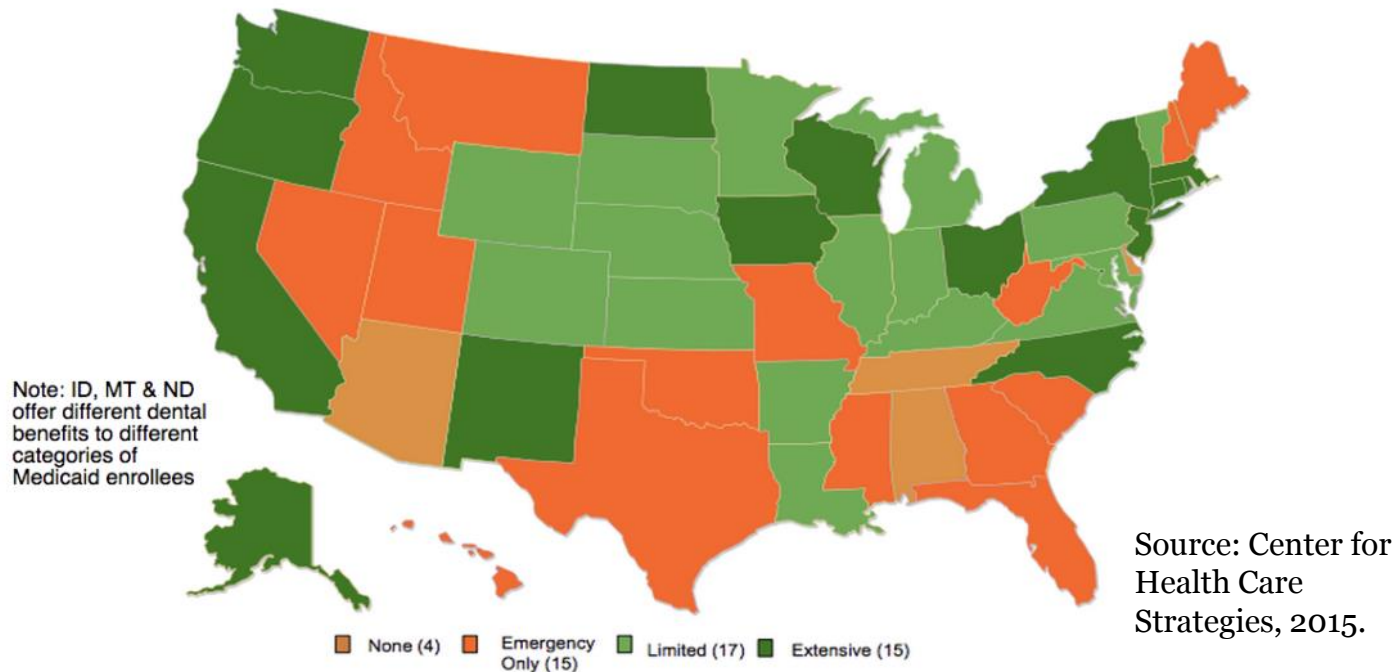 Note: ID, MT & ND
offer different dental
benefits to different
categories of
Medicaid enrollees
Source: Center for
Health Care
Strategies, 2015.
None (4)
Emergency
Only (15)
Limited (17)
Extensive (15)